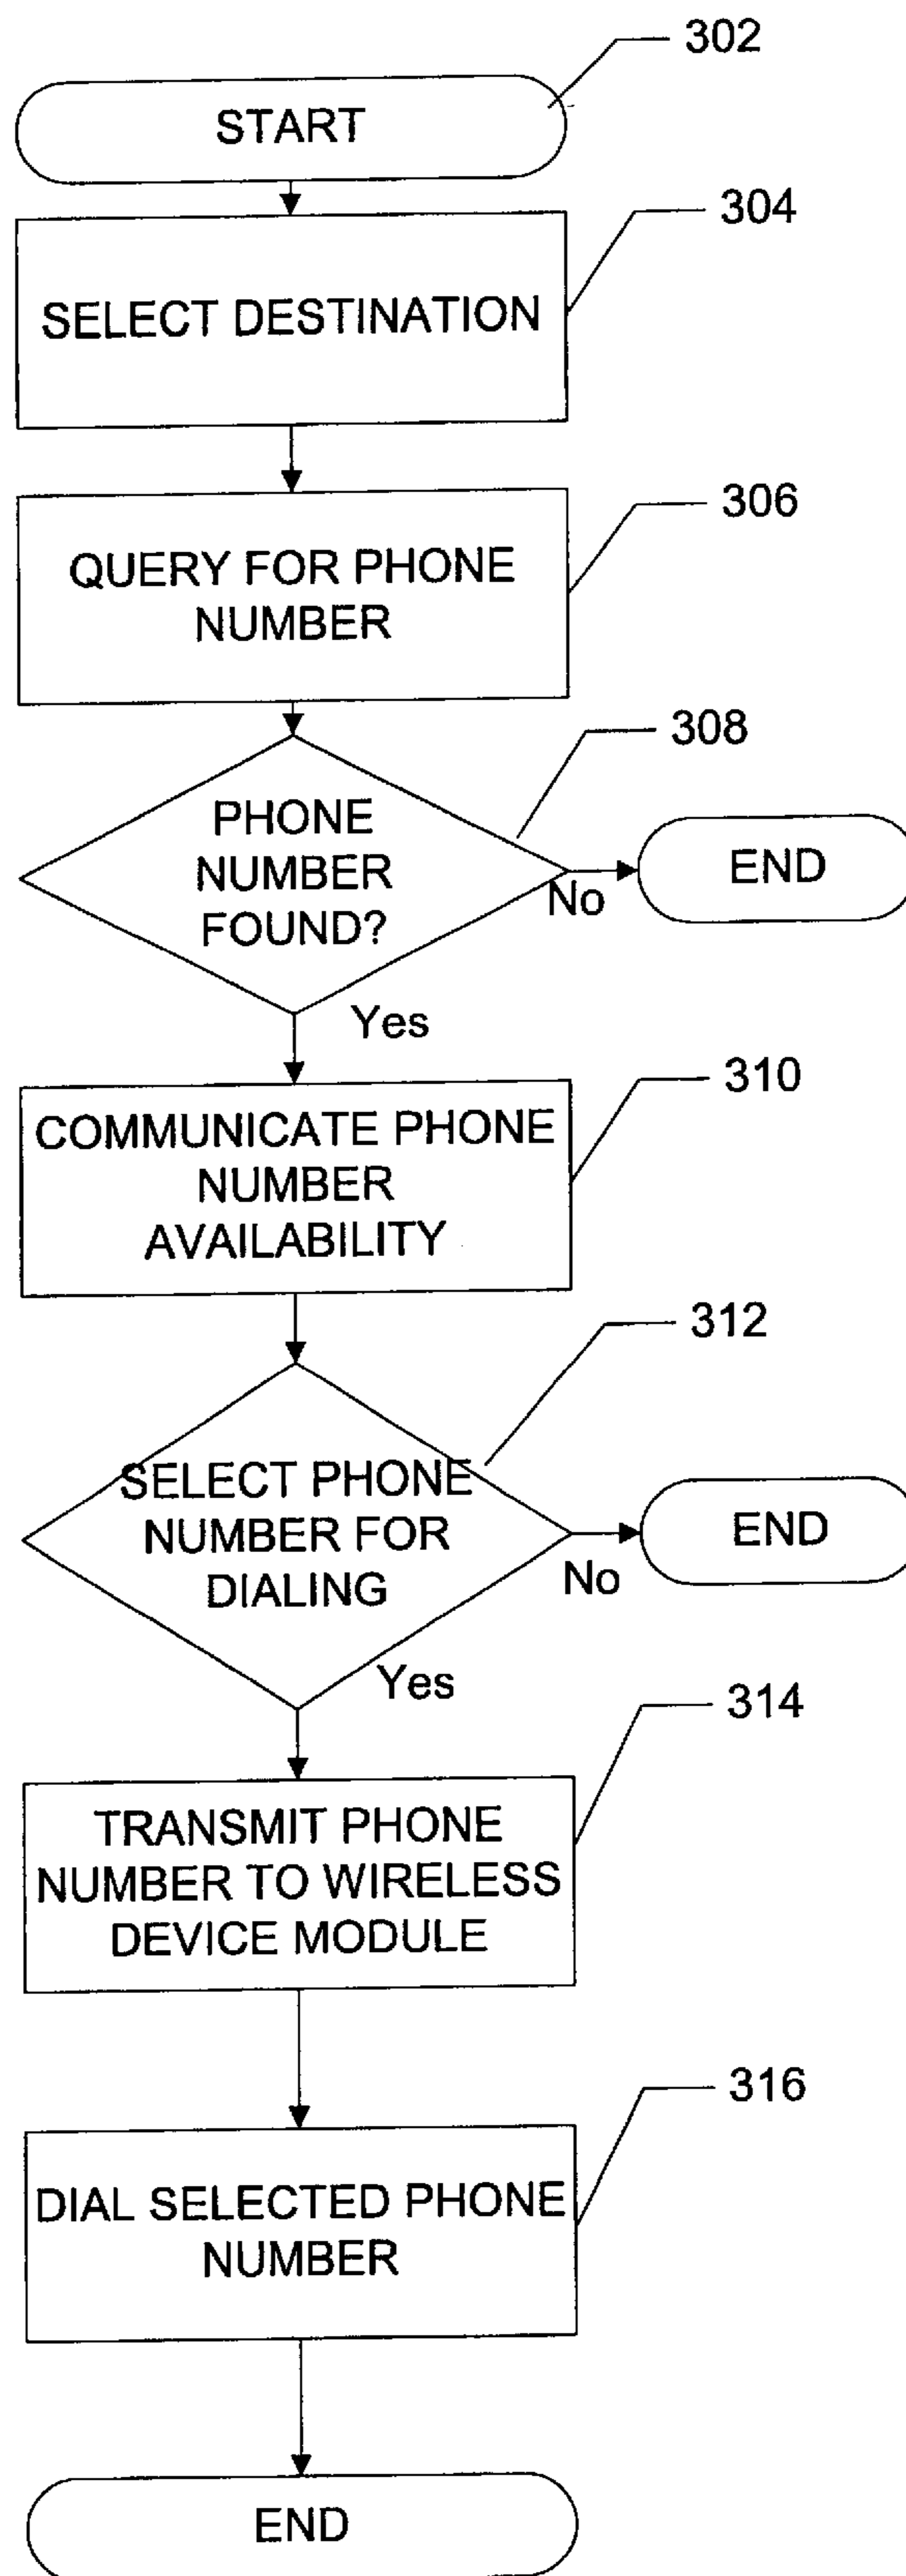 302
START
304
SELECT DESTINATION
306
QUERY FOR PHONE
NUMBER
308
PHONE
NUMBER
FOUND?
No
END
Yes
310
COMMUNICATE PHONE
NUMBER
AVAILABILITY
312
SELECT PHONE
NUMBER FOR
DIALING
No
END
Yes
314
TRANSMIT PHONE
NUMBER TO WIRELESS
DEVICE MODULE
316
DIAL SELECTED PHONE
NUMBER
END